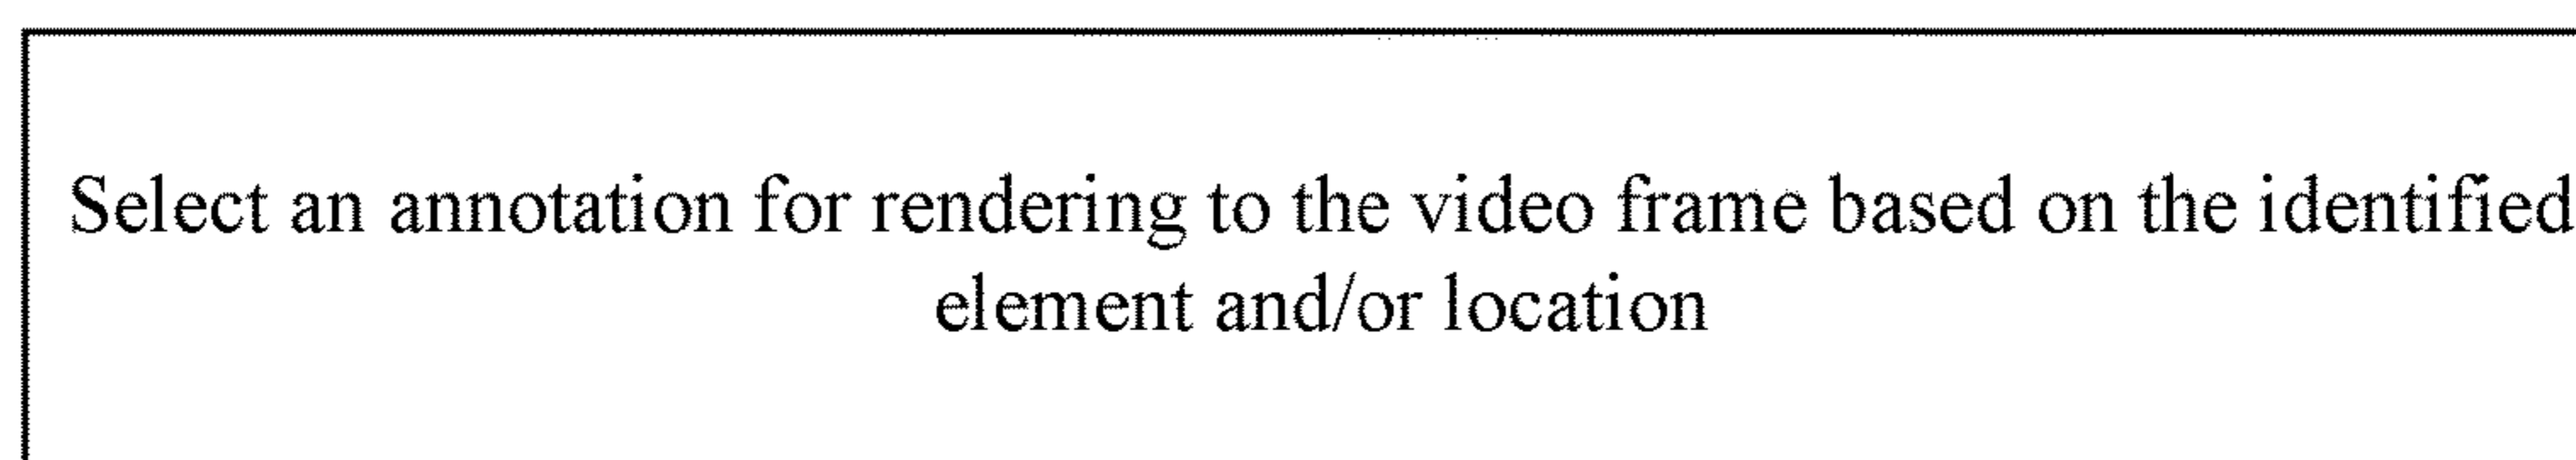 Select an annotation for rendering to the video frame based on the identified
element and/or location